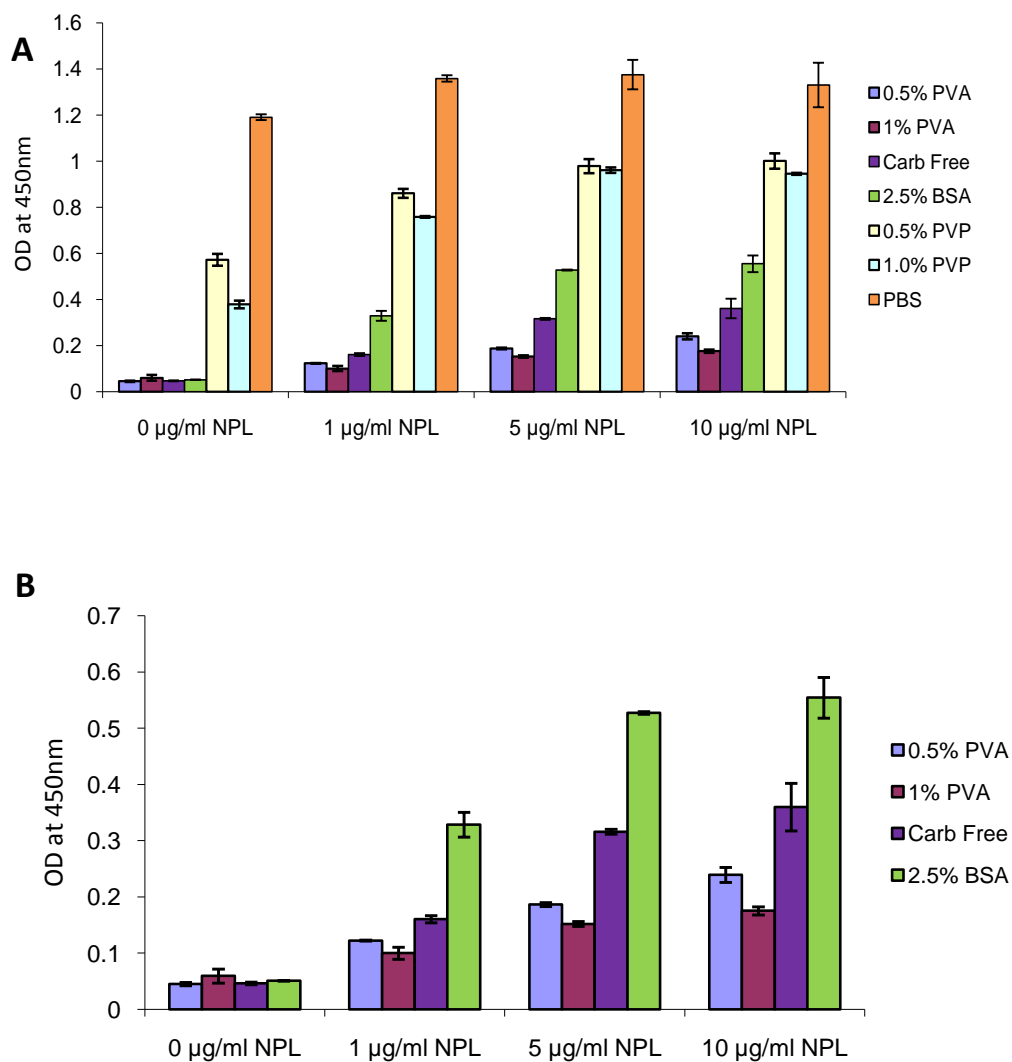 A
1.6
1.4
1.2
1
0.8
0.6
0.4
0.2
0
OD at 450nm
0 µg/ml NPL 1 µg/ml NPL 5 µg/ml NPL 10 µg/ml NPL
0.5% PVA
1% PVA
Carb Free
2.5% BSA
0.5% PVP
1.0% PVP
PBS
B
0.7
0.6
0.5
0.4
0.3
0.2
0.1
0
OD at 450nm
0 µg/ml NPL 1 µg/ml NPL 5 µg/ml NPL 10 µg/ml NPL
0.5% PVA
1% PVA
Carb Free
2.5% BSA